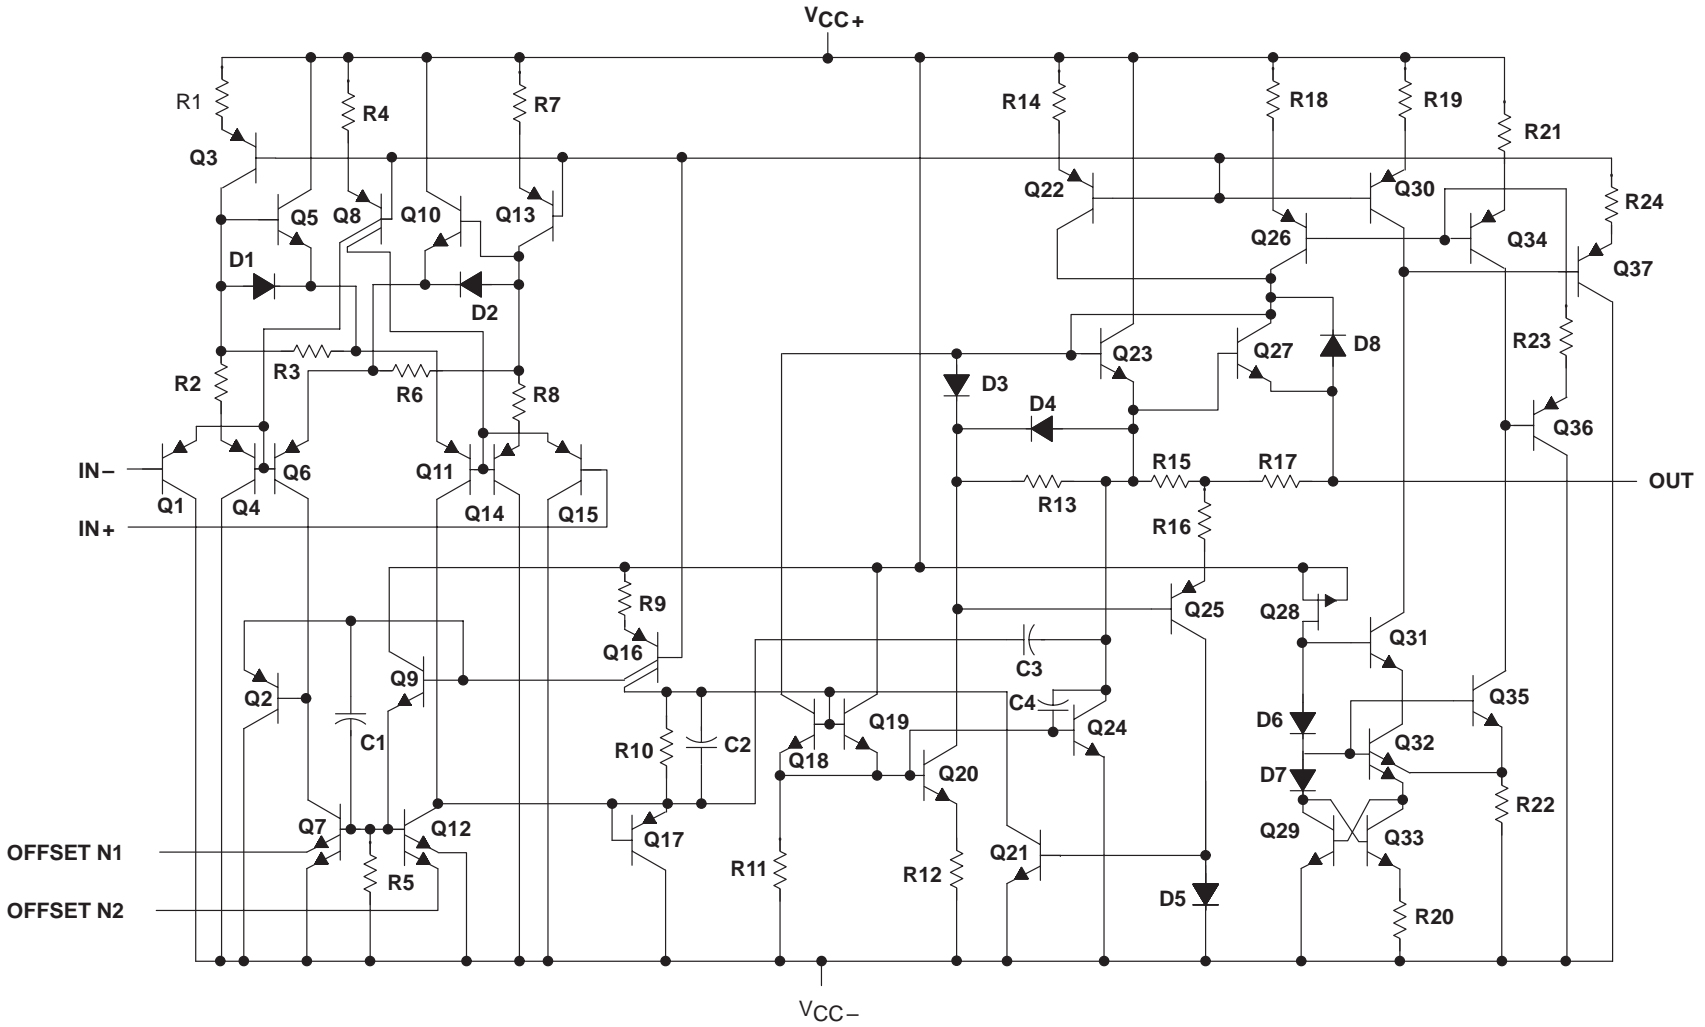 VCC+
R1
R4
R7
R14
R18
R19
R21
Q3
Q5
Q8
Q10
Q13
Q22
Q30
R24
Q26
Q34
Q37
D1
D2
R23
Q23
Q27
D8
R2
R3
R6
R8
D3
D4
Q36
IN−
Q1
Q4
Q6
Q11
Q14
Q15
R13
R15
R17
OUT
IN+
R16
R9
Q25
Q28
Q16
C3
Q31
Q2
Q9
C1
R10
C2
Q18
Q19
C4
Q24
D6
Q35
Q32
Q20
D7
R22
Q7
Q12
Q17
Q29
Q33
OFFSET N1
R5
R11
R12
Q21
D5
OFFSET N2
R20
VCC−